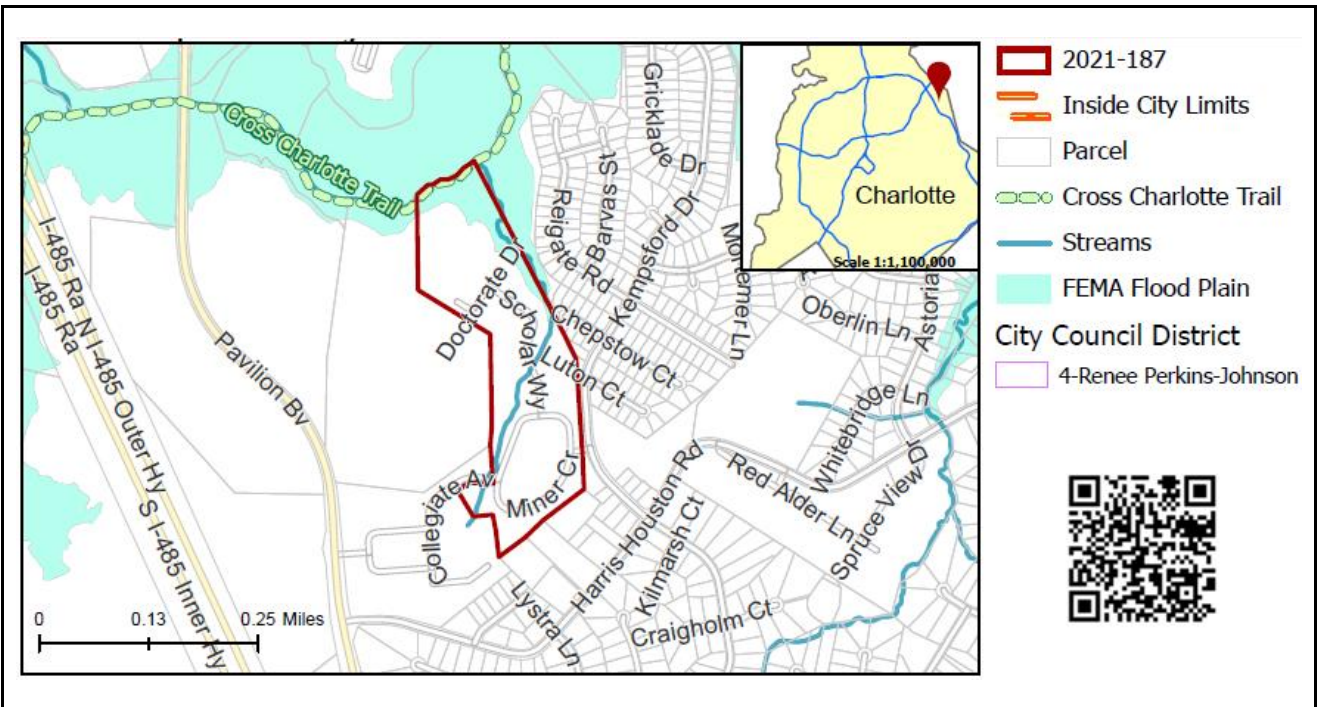 Cross Charlotte Trail
Gricklade Dr
Barvas St
Reigate Rd
Kempsford Dr
Mortemer Ln
Charlotte
Scale 1:1,100,000
Oberlin Ln
Astoria Dr
Doctorate Dr
Scholar Wy
Chepstow Ct
Luton Ct
Whitebridge Ln
I-485 Ra
I-485 Ra
N I-485 Outer Hy
S I-485 Inner Hy
Pavilion Bv
Collegiate Av
Miner Cr
Harris Houston Rd
Red Alder Ln
Spruce View
Kilmarsh Ct
Lystra Ln
Craigholm Ct
0 0.13 0.25 Miles
2021-187
Inside City Limits
Parcel
Cross Charlotte Trail
Streams
FEMA Flood Plain
City Council District
4-Renee Perkins-Johnson